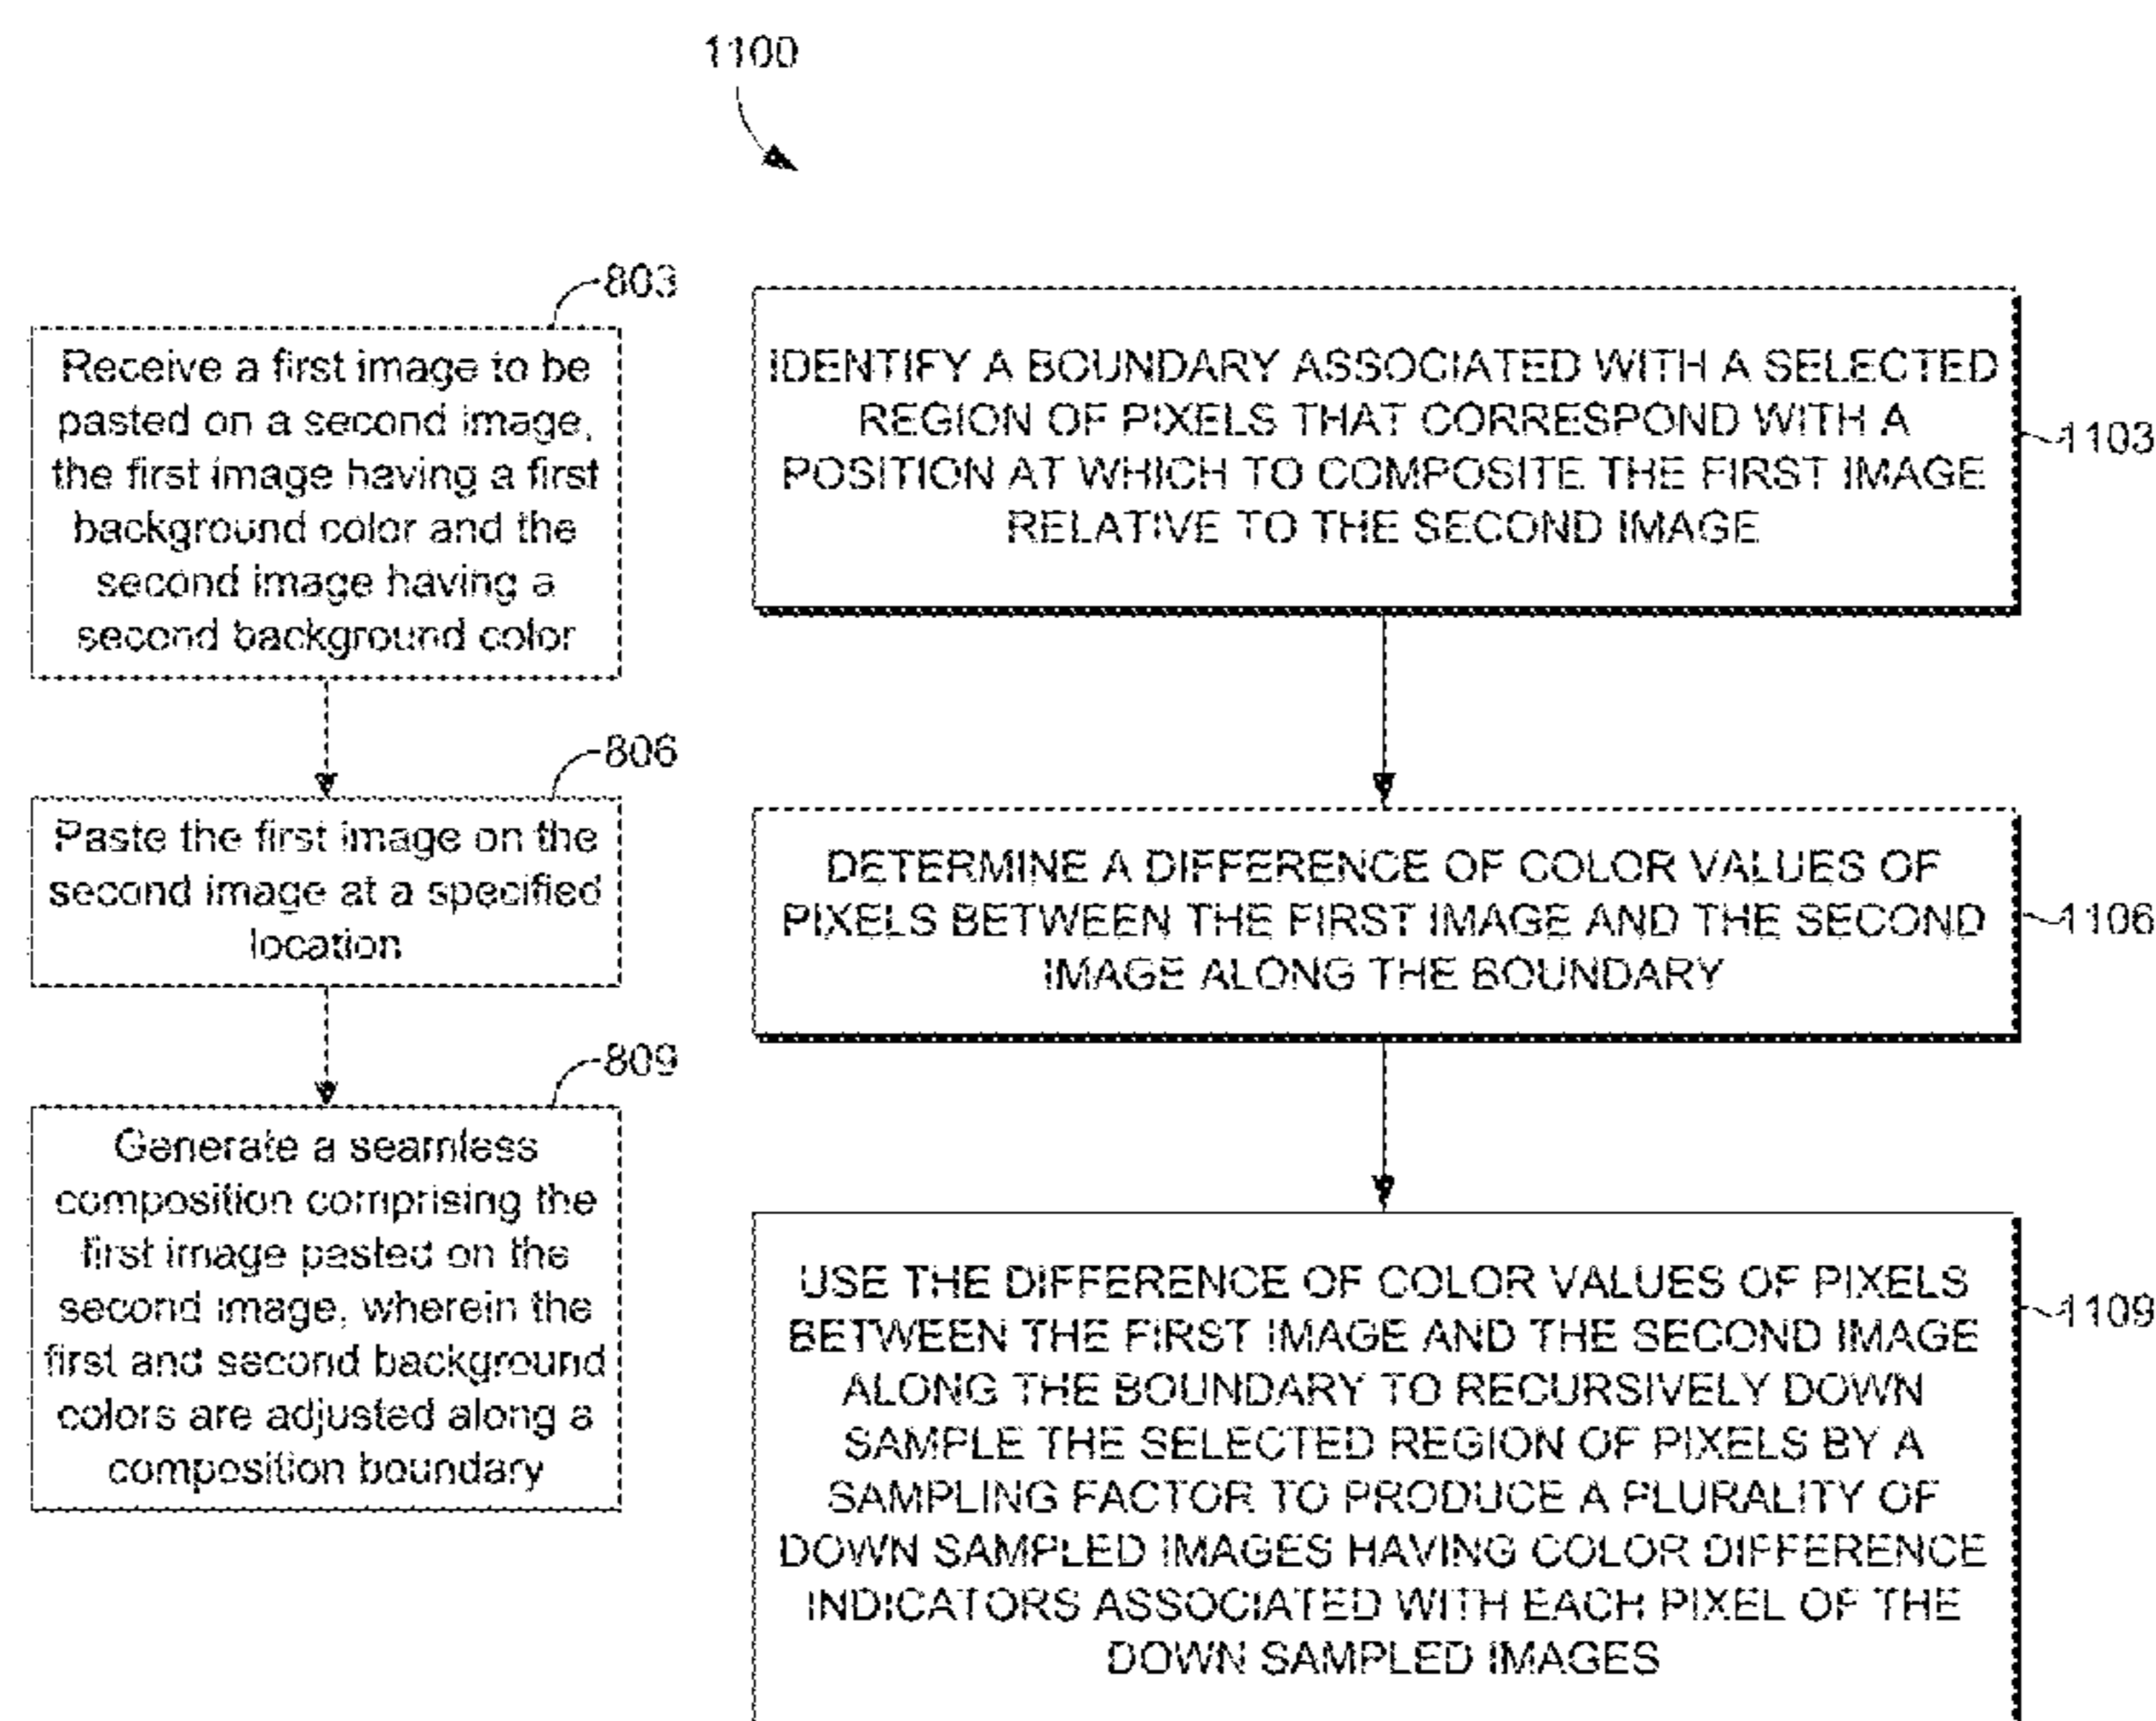 1100
803
Receive a first image to be
pasted on a second image,
the first image having a first
background color and the
second image having a
second background color
806
Paste the first image on the
second image at a specified
location
809
Generate a seamless
composition comprising the
first image pasted on the
second image, wherein the
first and second background
colors are adjusted along a
composition boundary
IDENTIFY A BOUNDARY ASSOCIATED WITH A SELECTED
REGION OF PIXELS THAT CORRESPOND WITH A
POSITION AT WHICH TO COMPOSITE THE FIRST IMAGE
RELATIVE TO THE SECOND IMAGE
1103
DETERMINE A DIFFERENCE OF COLOR VALUES OF
PIXELS BETWEEN THE FIRST IMAGE AND THE SECOND
IMAGE ALONG THE BOUNDARY
1106
USE THE DIFFERENCE OF COLOR VALUES OF PIXELS
BETWEEN THE FIRST IMAGE AND THE SECOND IMAGE
ALONG THE BOUNDARY TO RECURSIVELY DOWN
SAMPLE THE SELECTED REGION OF PIXELS BY A
SAMPLING FACTOR TO PRODUCE A PLURALITY OF
DOWN SAMPLED IMAGES HAVING COLOR DIFFERENCE
INDICATORS ASSOCIATED WITH EACH PIXEL OF THE
DOWN SAMPLED IMAGES
1109